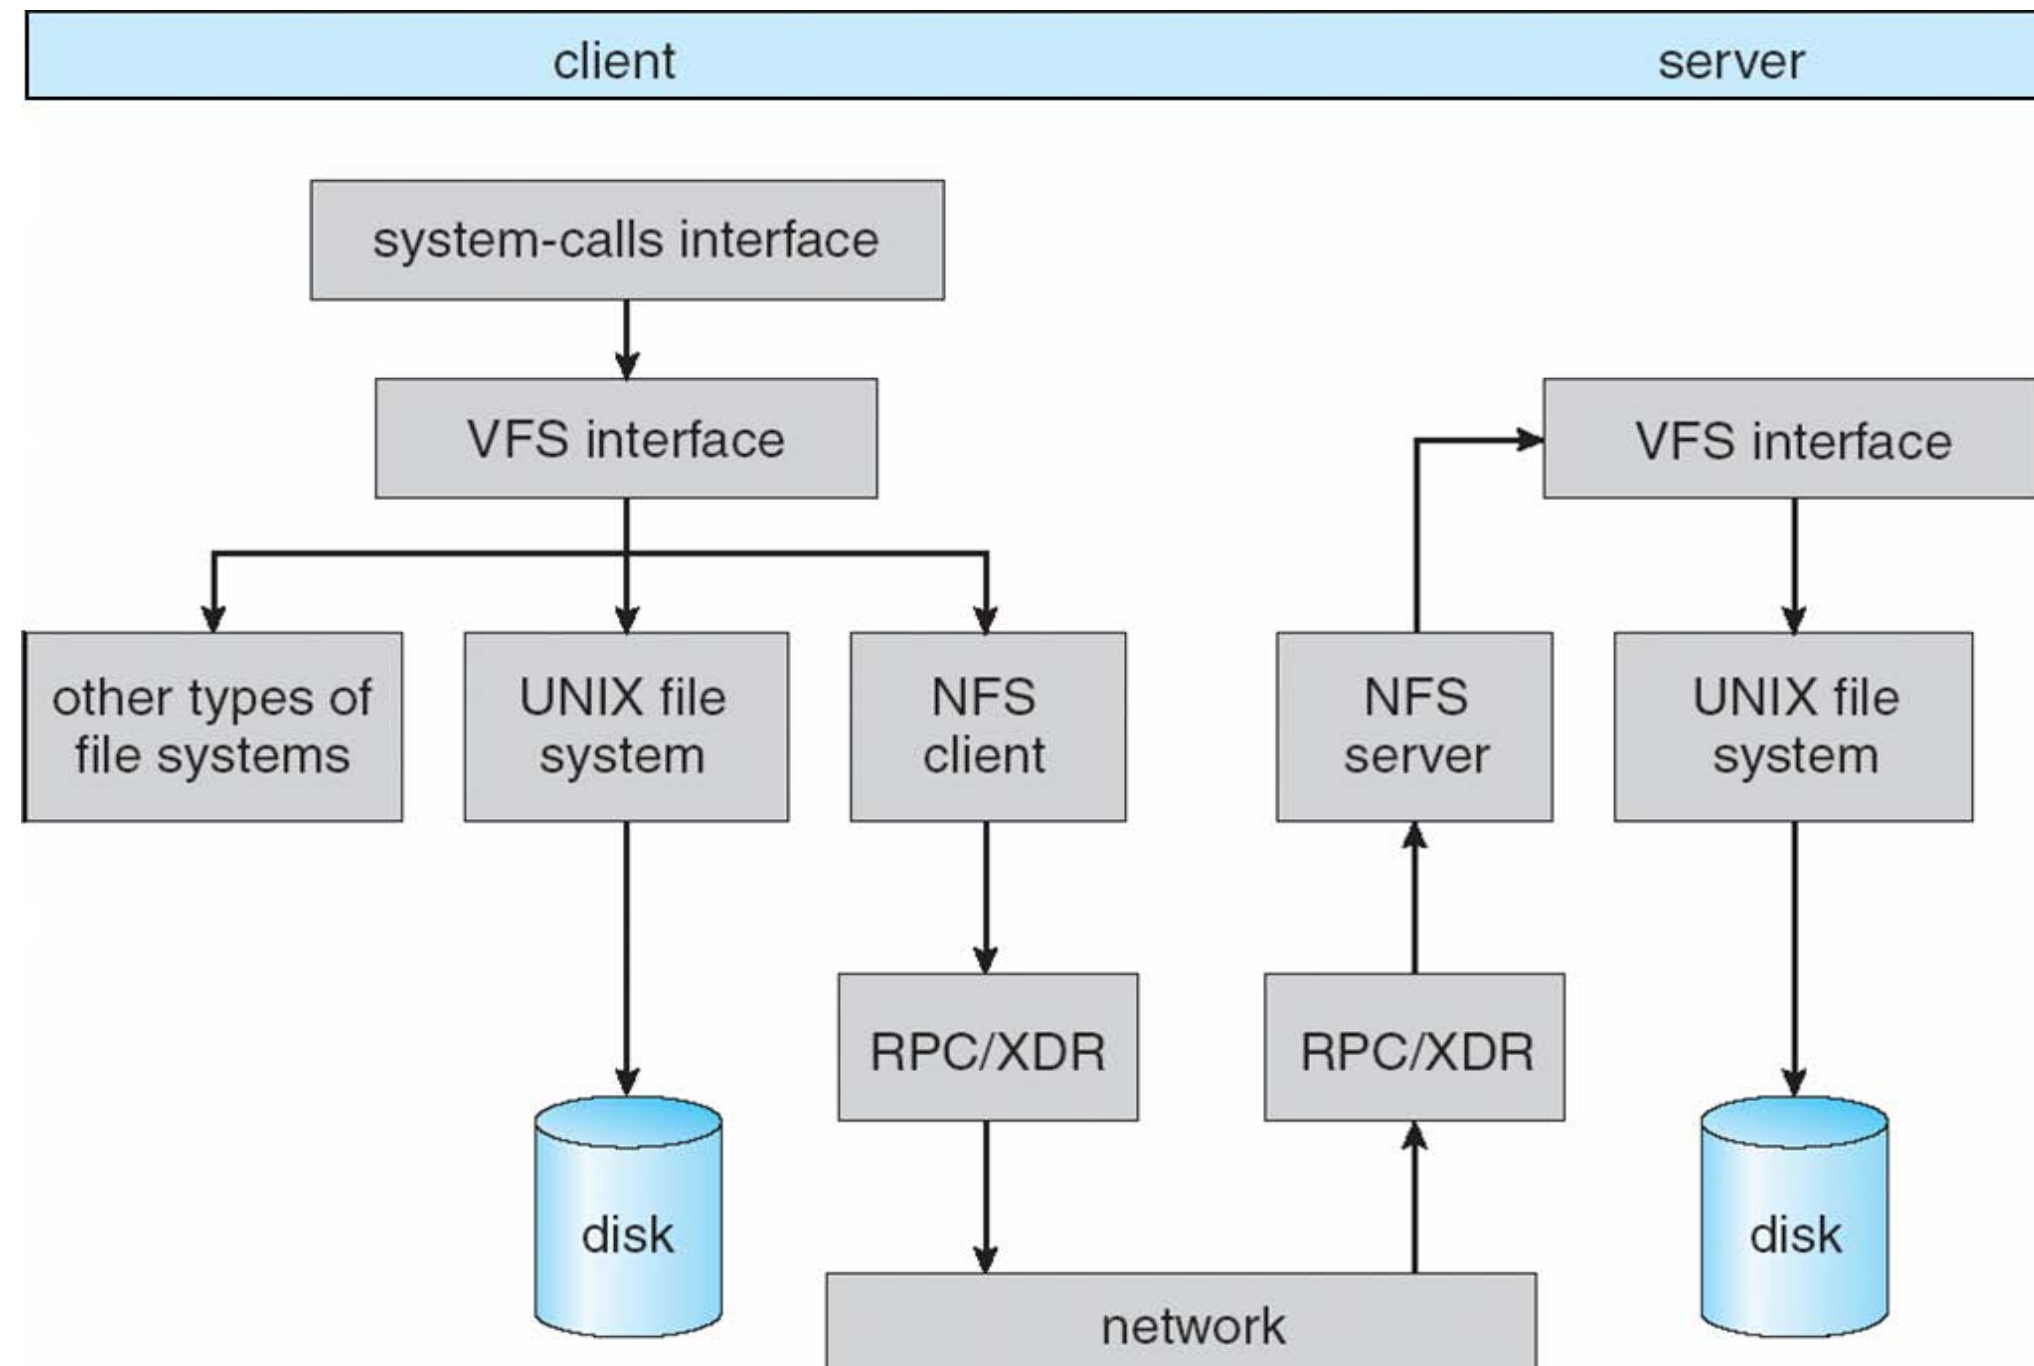 client
server
system-calls interface
VFS interface
VFS interface
other types of
file systems
UNIX file
system
NFS
client
NFS
server
UNIX file
system
RPC/XDR
RPC/XDR
disk
disk
network